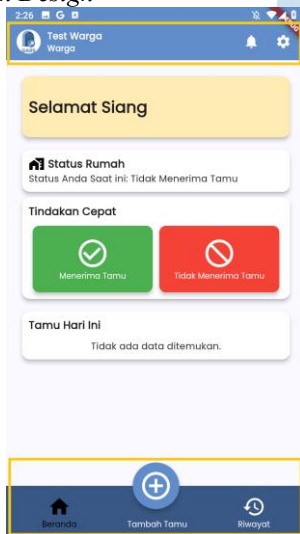 2:26
Test Warga
Warga
Selamat Siang
Status Rumah
Status Anda Saat ini: Tidak Menerima Tamu
Tindakan Cepat
Menerima Tamu
Tidak Menerima Tamu
Tamu Hari Ini
Tidak ada data ditemukan.
Beranda
Tambah Tamu
Riwayat